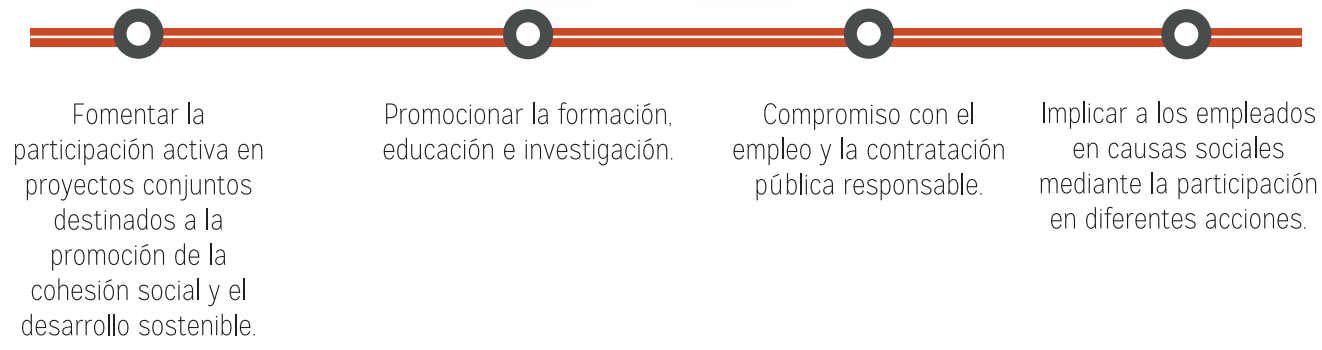 Fomentar la
participación activa en
proyectos conjuntos
destinados a la
promoción de la
cohesión social y el
desarrollo sostenible.
Promocionar la formación,
educación e investigación.
Compromiso con el
empleo y la contratación
pública responsable.
Implicar a los empleados
en causas sociales
mediante la participación
en diferentes acciones.